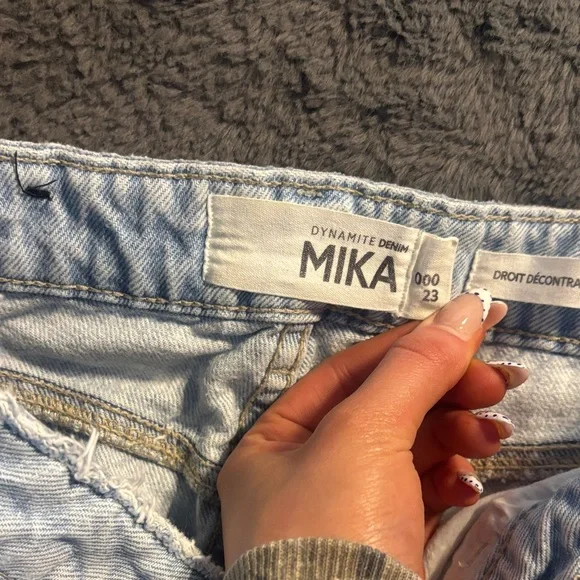 DYNAMITE DENIM
MIKA
000
23
DROIT DÉCONTRA